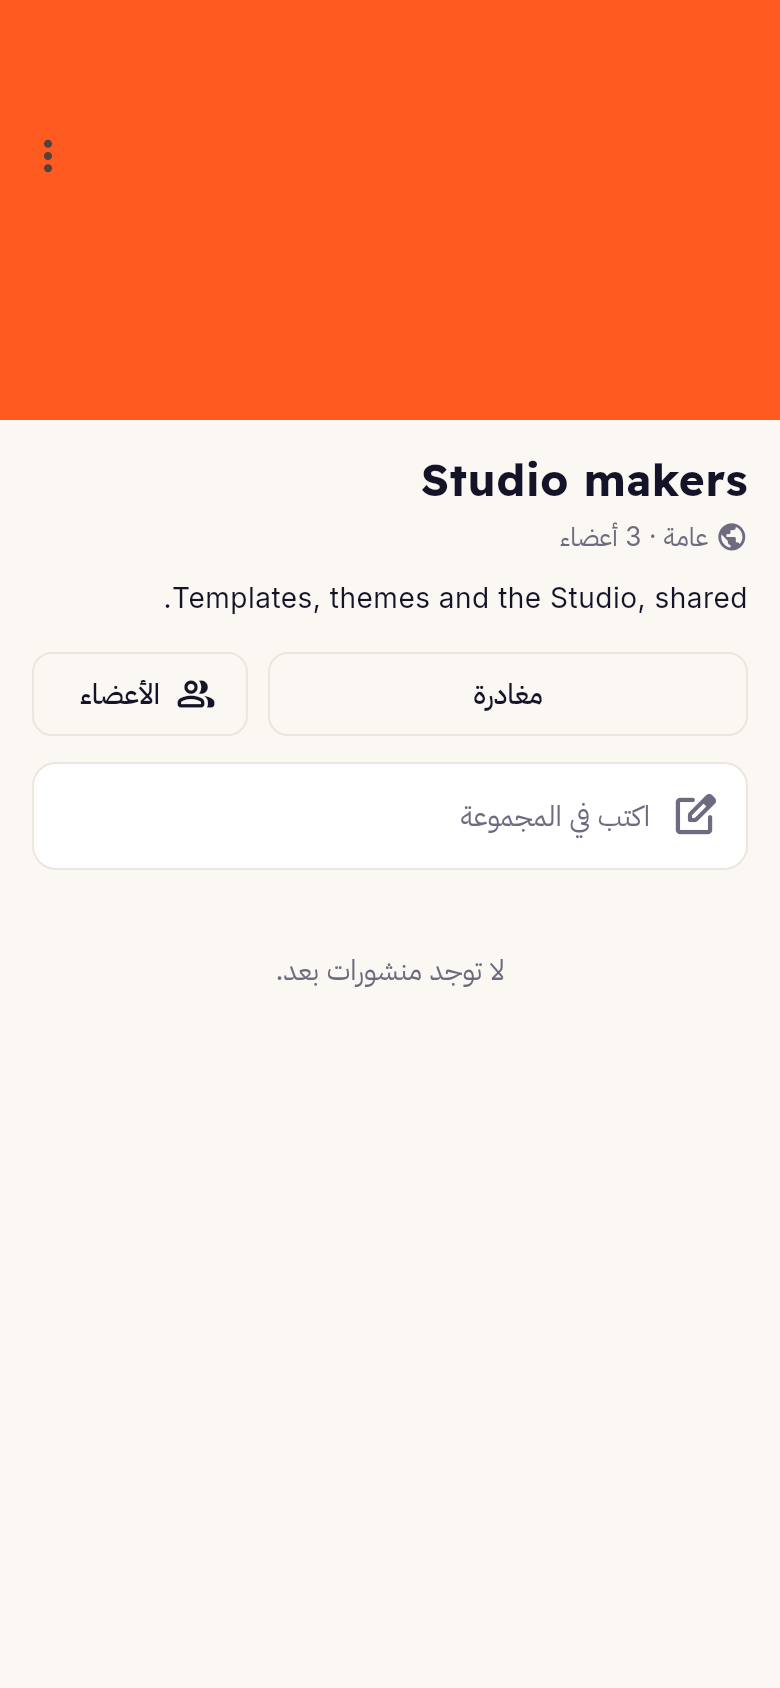 Studio makers
عامة · 3 أعضاء
Templates, themes and the Studio, shared.
مغادرة
الأعضاء
اكتب في المجموعة
لا توجد منشورات بعد.